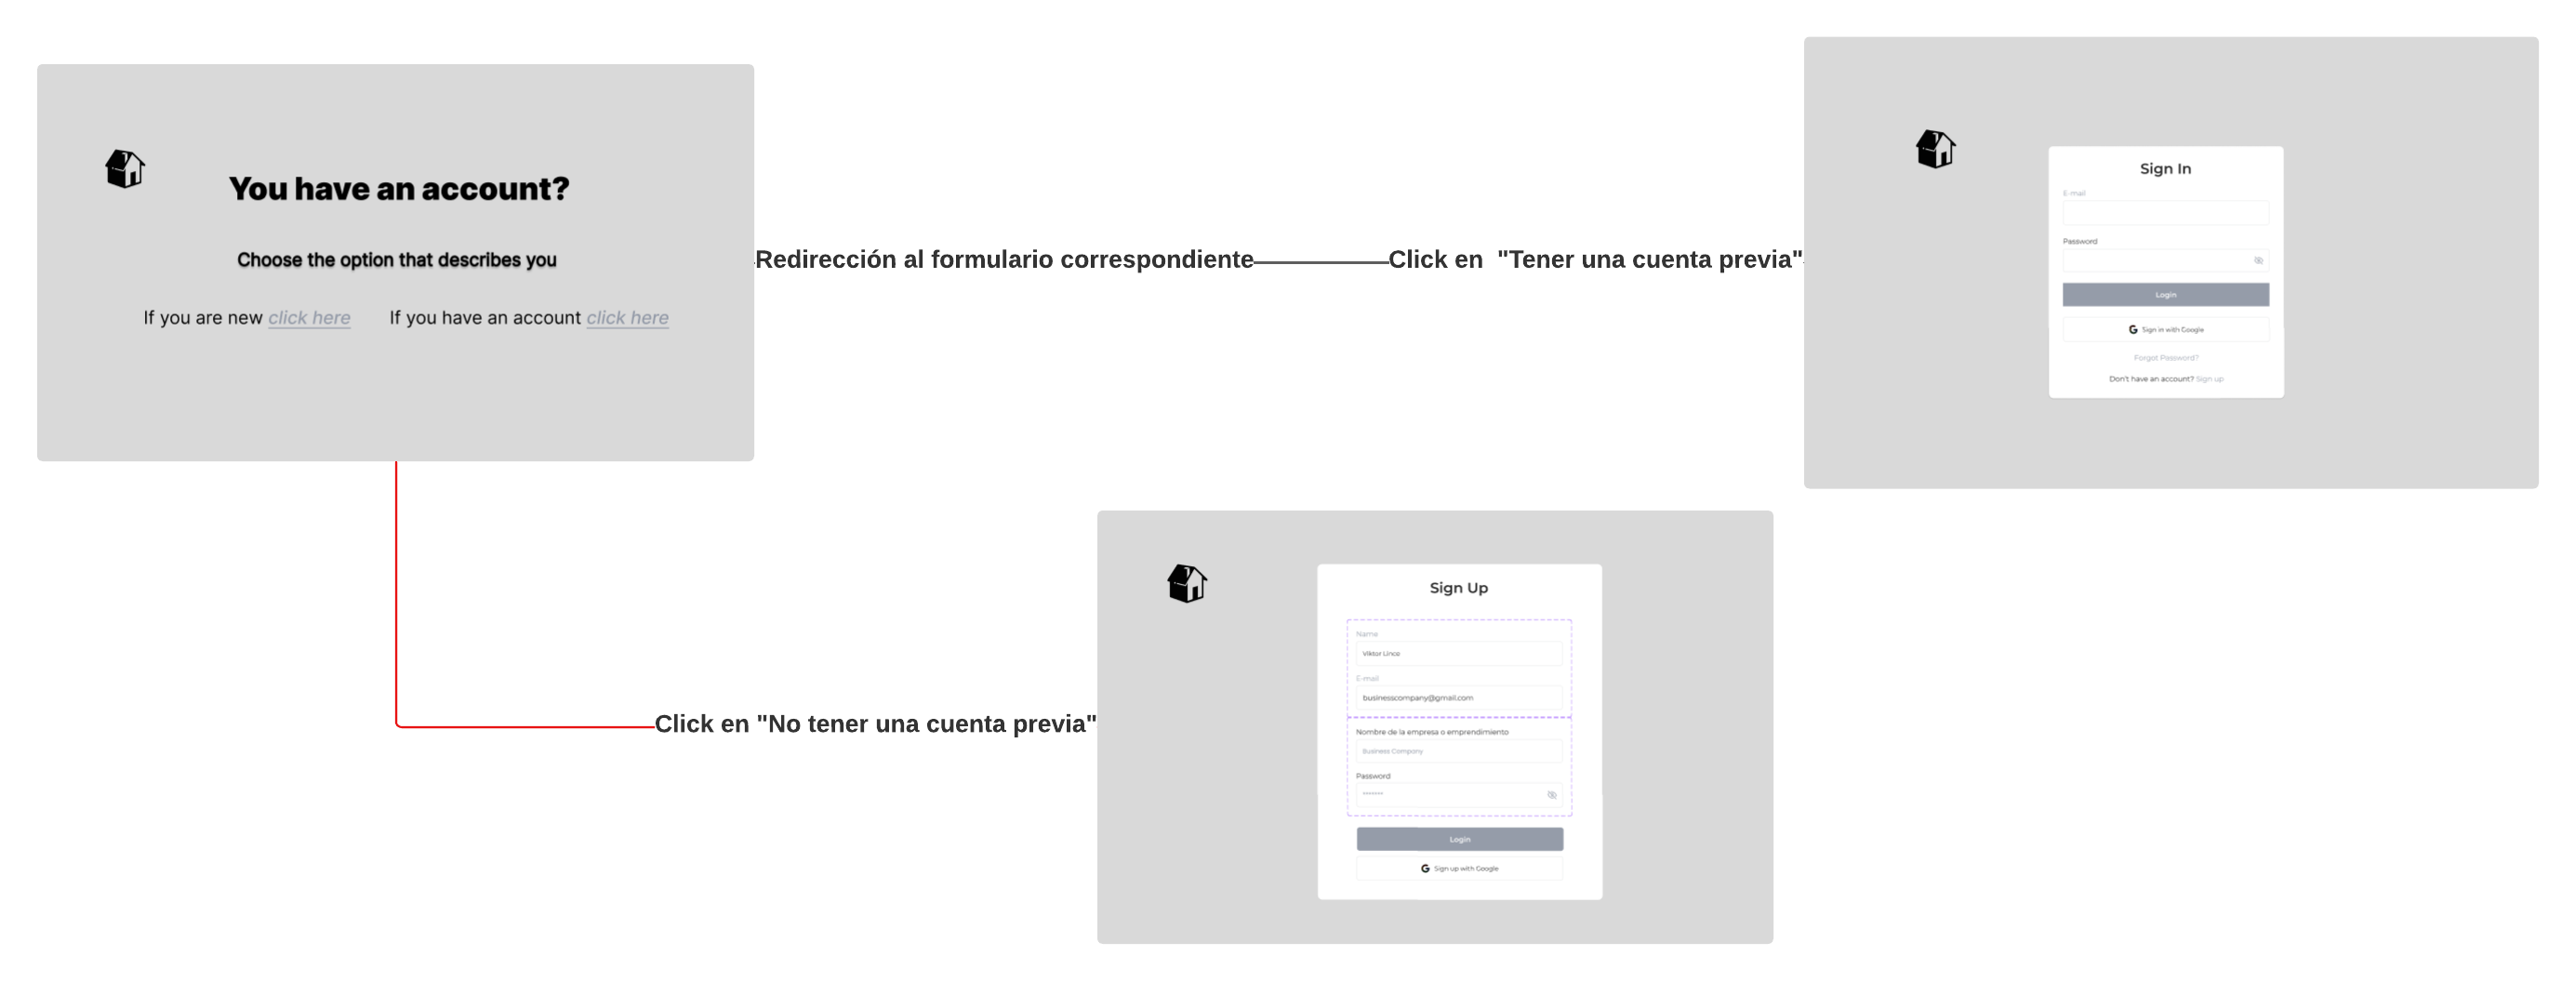 You have an account?
Choose the option that describes you
If you are new click here
If you have an account click here
Redirección al formulario correspondiente
Click en "Tener una cuenta previa"
Sign In
E-mail
Password
Login
G Sign in with Google
Forgot Password?
Don't have an account? Sign up
Click en "No tener una cuenta previa"
Sign Up
Name
Viktor Lince
E-mail
businesscompany@gmail.com
Nombre de la empresa o emprendimiento
Business Company
Password
*******
Login
G Sign up with Google